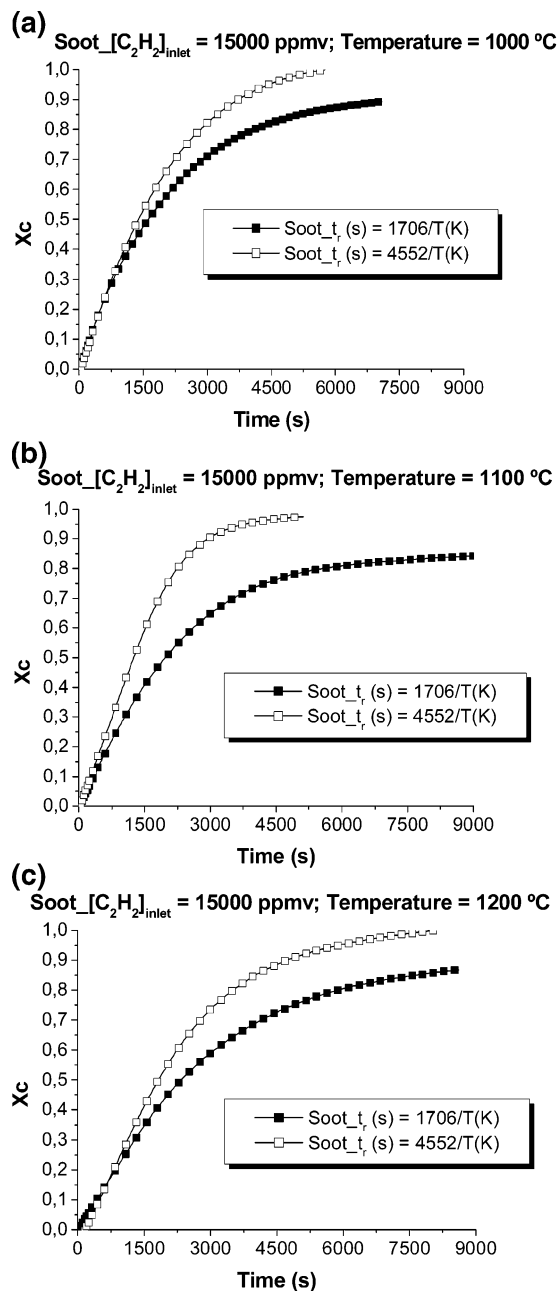 (a)
Soot_[C2H2]inlet = 15000 ppmv; Temperature = 1000 ºC
1,0
0,9
0,8
0,7
0,6
0,5
0,4
0,3
0,2
0,1
0,0
Xc
Soot_tr (s) = 1706/T(K)
Soot_tr (s) = 4552/T(K)
0 1500 3000 4500 6000 7500 9000
Time (s)
(b)
Soot_[C2H2]inlet = 15000 ppmv; Temperature = 1100 ºC
1,0
0,9
0,8
0,7
0,6
0,5
0,4
0,3
0,2
0,1
0,0
Xc
Soot_tr (s) = 1706/T(K)
Soot_tr (s) = 4552/T(K)
0 1500 3000 4500 6000 7500 9000
Time (s)
(c)
Soot_[C2H2]inlet = 15000 ppmv; Temperature = 1200 ºC
1,0
0,9
0,8
0,7
0,6
0,5
0,4
0,3
0,2
0,1
0,0
Xc
Soot_tr (s) = 1706/T(K)
Soot_tr (s) = 4552/T(K)
0 1500 3000 4500 6000 7500 9000
Time (s)